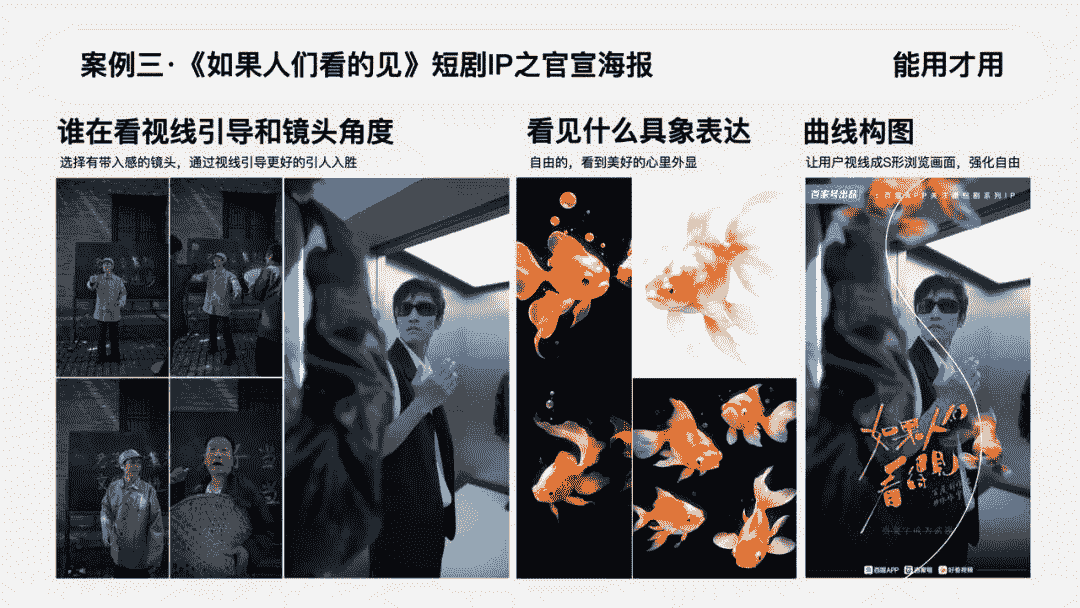 案例三·《如果人们看的见》短剧IP之官宣海报
能用才用
谁在看视线引导和镜头角度
选择有带入感的镜头，通过视线引导更好的引人入胜
看见什么具象表达
自由的，看到美好的心里外显
曲线构图
让用户视线成S形浏览画面，强化自由
百家号出品
如果人们
看得见
百度APP
百家号
好看视频